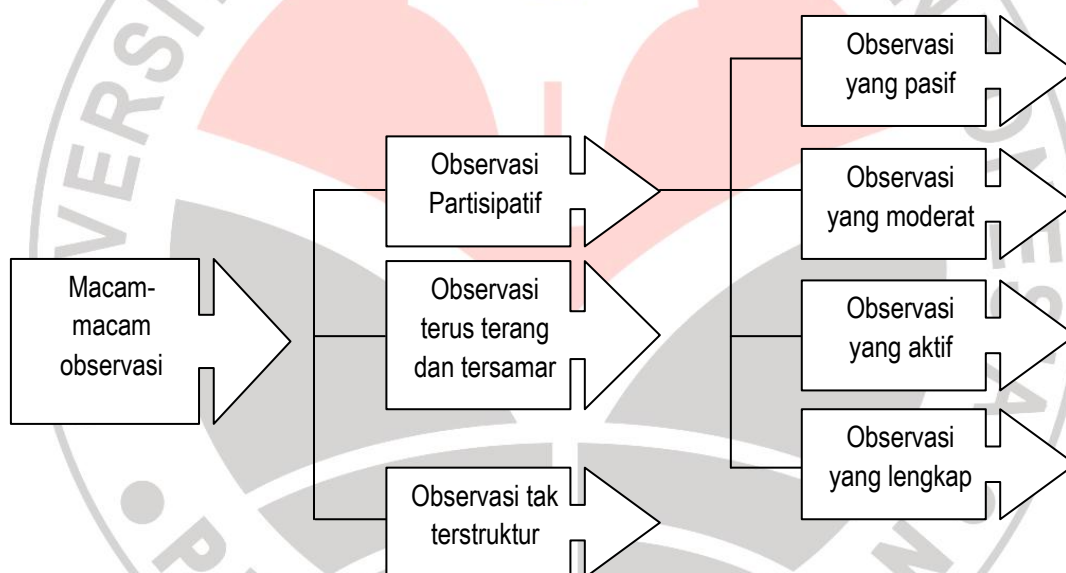 Macam-
macam
observasi
Observasi
Partisipatif
Observasi
terus terang
dan tersamar
Observasi tak
terstruktur
Observasi
yang pasif
Observasi
yang moderat
Observasi
yang aktif
Observasi
yang lengkap